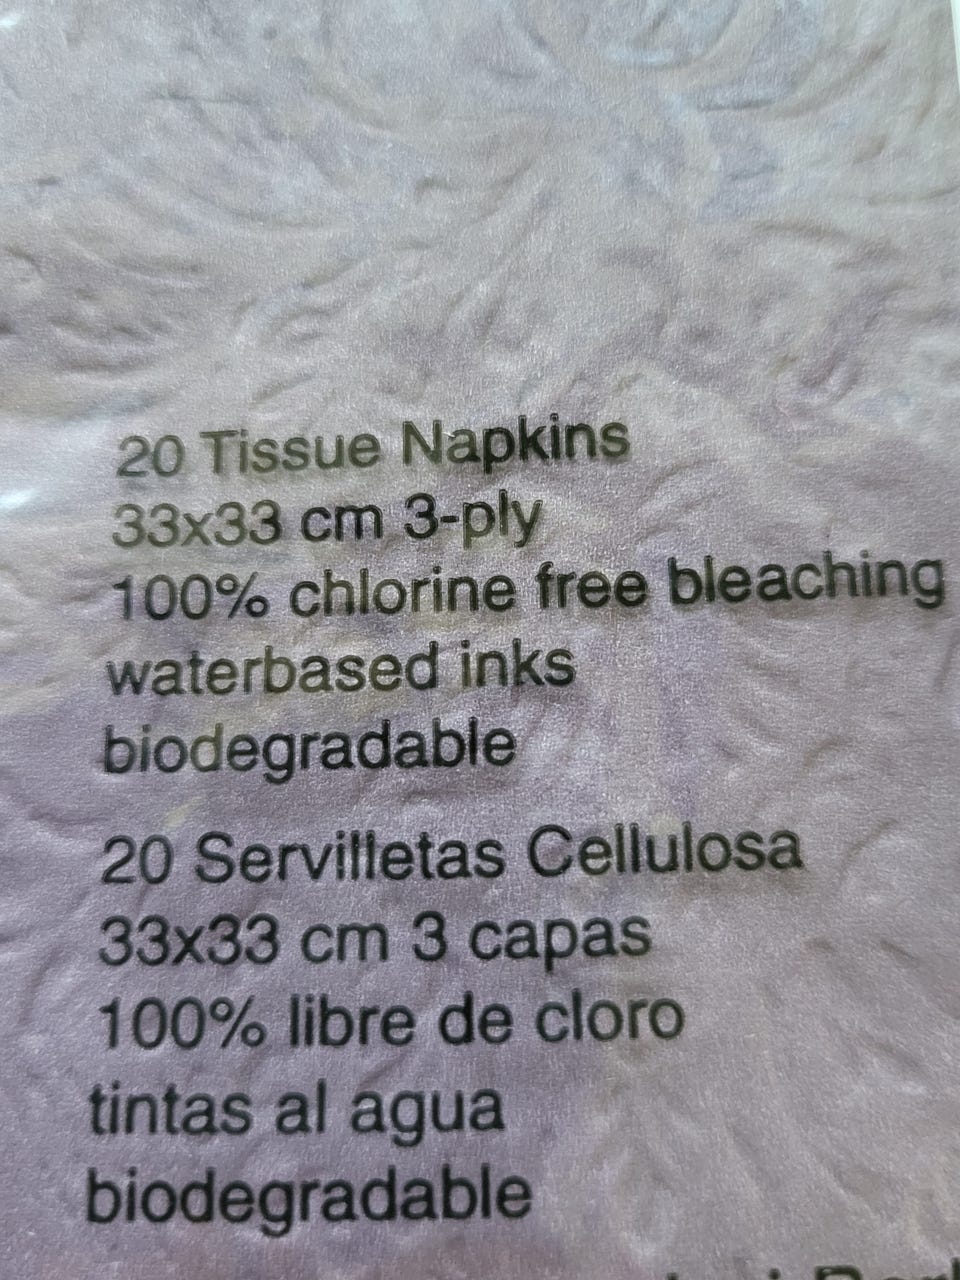 20 Tissue Napkins
33x33 cm 3-ply
100% chlorine free bleaching
waterbased inks
biodegradable
20 Servilletas Cellulosa
33x33 cm 3 capas
100% libre de cloro
tintas al agua
biodegradable